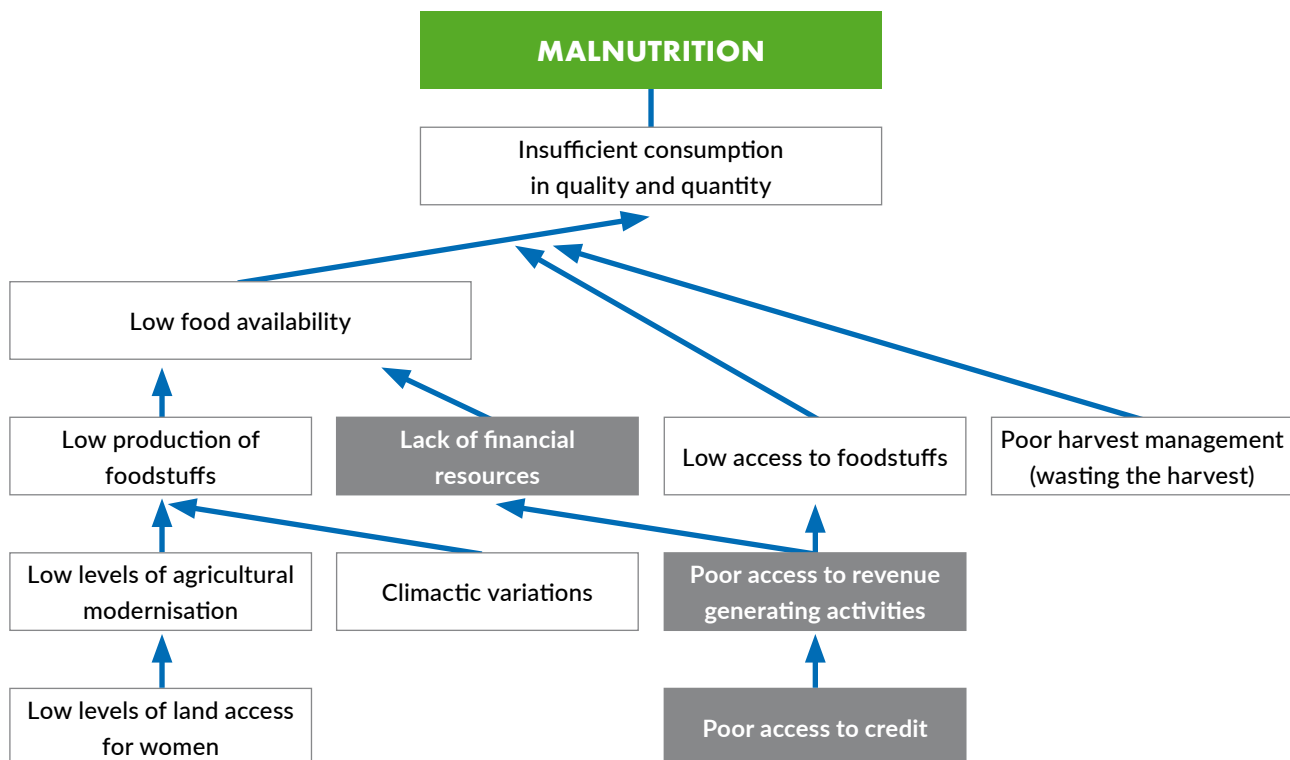 MALNUTRITION
Insufficient consumption
in quality and quantity
Low food availability
Low production of
foodstuffs
Lack of financial
resources
Low access to foodstuffs
Poor harvest management
(wasting the harvest)
Low levels of agricultural
modernisation
Climactic variations
Poor access to revenue
generating activities
Low levels of land access
for women
Poor access to credit